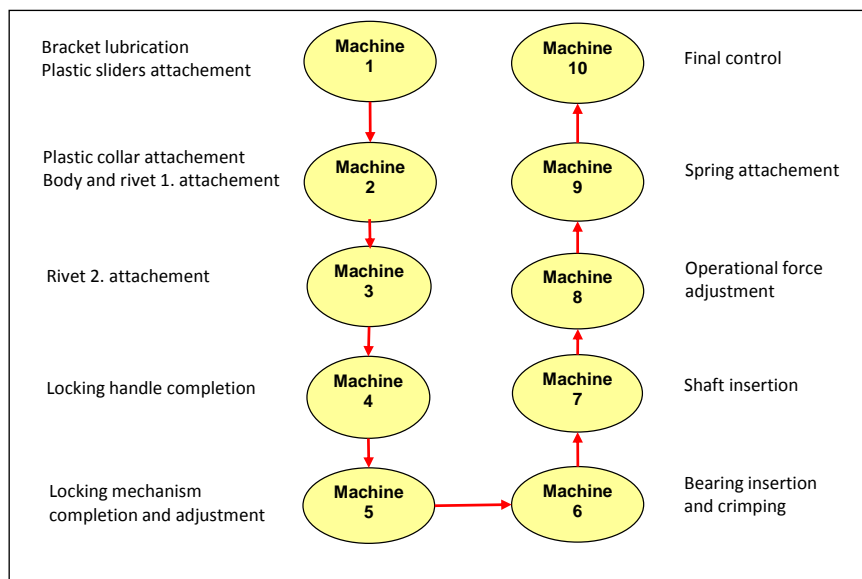 Bracket lubrication
Plastic sliders attachement
Machine
1
Plastic collar attachement
Body and rivet 1. attachement
Machine
2
Rivet 2. attachement
Machine
3
Locking handle completion
Machine
4
Locking mechanism
completion and adjustment
Machine
5
Machine
10
Final control
Machine
9
Spring attachement
Machine
8
Operational force
adjustment
Machine
7
Shaft insertion
Machine
6
Bearing insertion
and crimping